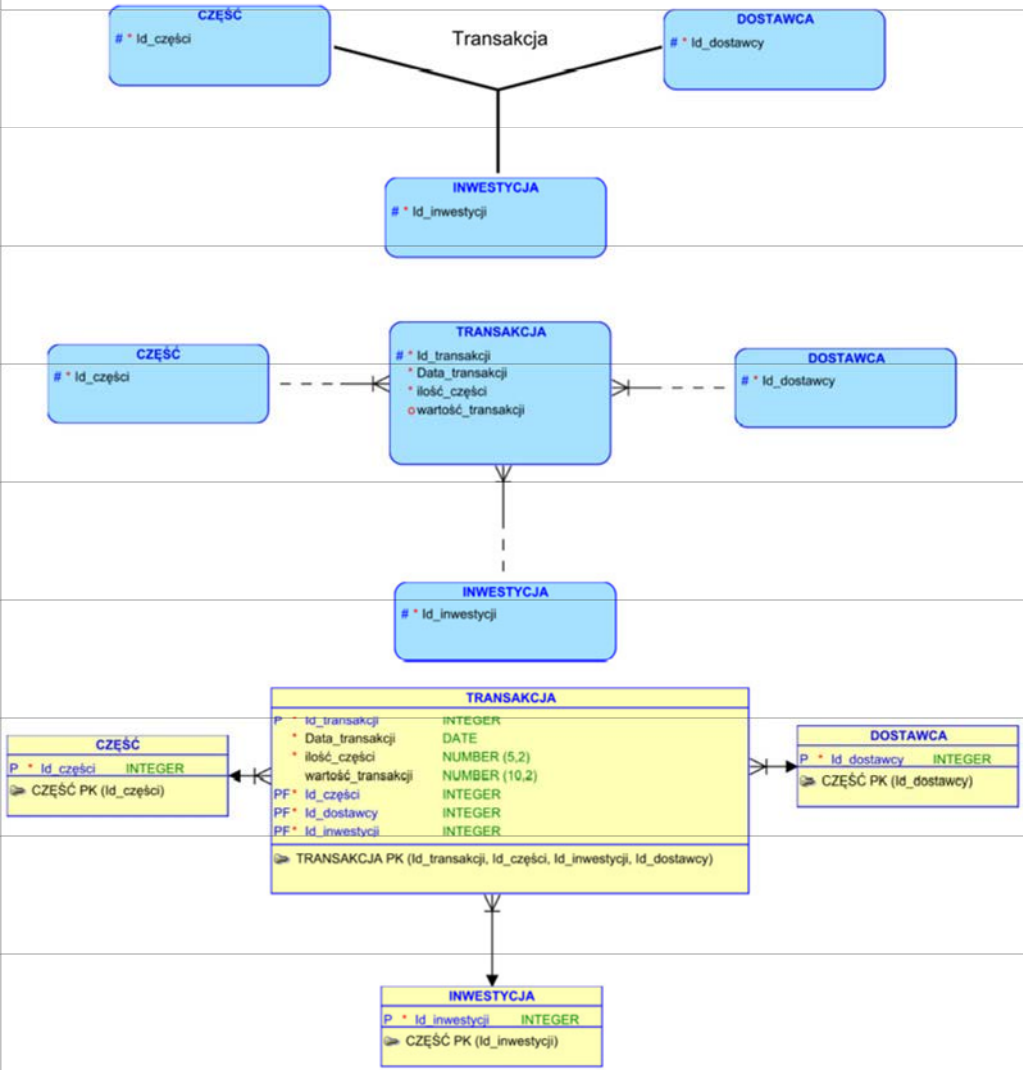 CZĘŚĆ
# * Id_części
Transakcja
DOSTAWCA
# * Id_dostawcy
INWESTYCJA
# * Id_inwestycji
CZĘŚĆ
# * Id_części
TRANSAKCJA
# * Id_transakcji
* Data_transakcji
* ilość_części
o wartość_transakcji
DOSTAWCA
# * Id_dostawcy
INWESTYCJA
# * Id_inwestycji
TRANSAKCJA
P * Id_transakcji INTEGER
* Data_transakcji DATE
* ilość_części NUMBER (5,2)
wartość_transakcji NUMBER (10,2)
PF * Id_części INTEGER
PF * Id_dostawcy INTEGER
PF * Id_inwestycji INTEGER
TRANSAKCJA PK (Id_transakcji, Id_części, Id_inwestycji, Id_dostawcy)
CZĘŚĆ
P * Id_części INTEGER
CZĘŚĆ PK (Id_części)
DOSTAWCA
P * Id_dostawcy INTEGER
CZĘŚĆ PK (Id_dostawcy)
INWESTYCJA
P * Id_inwestycji INTEGER
CZĘŚĆ PK (Id_inwestycji)